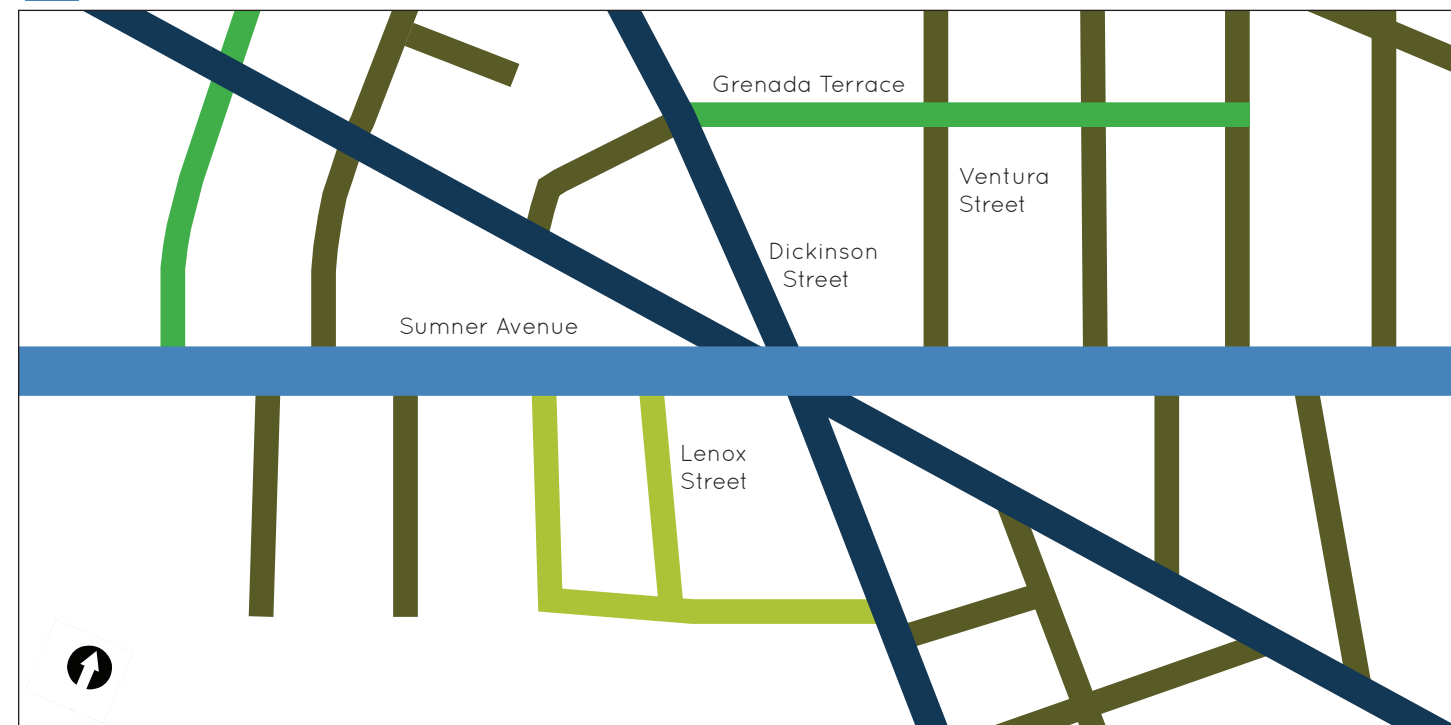 Grenada Terrace
Ventura
Street
Dickinson
Street
Sumner Avenue
Lenox
Street